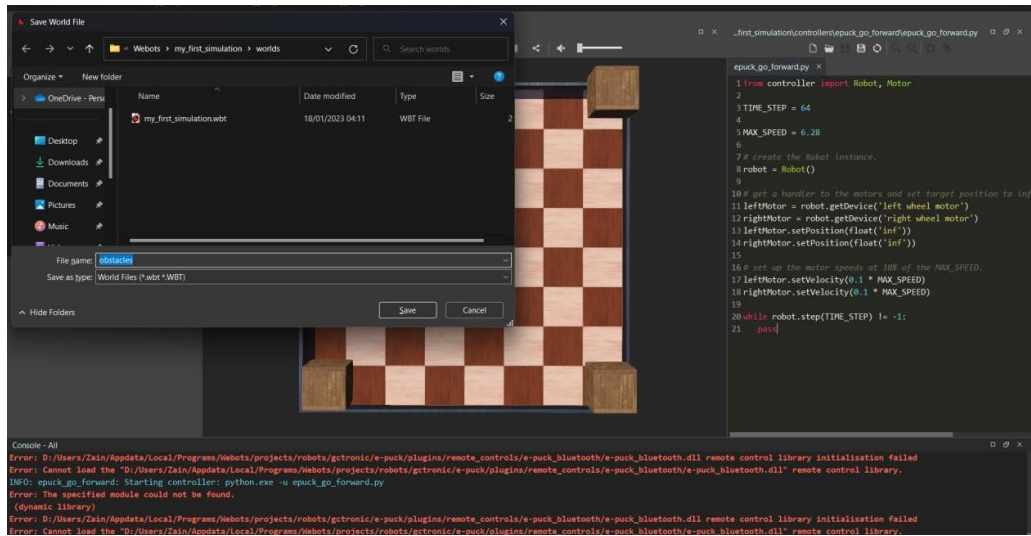 Save World File
« Webots > my_first_simulation > worlds
Search worlds
Organize
New folder
OneDrive - Perso
Desktop
Downloads
Documents
Pictures
Music
Name
Date modified
Type
Size
my_first_simulation.wbt
18/01/2023 04:11
WBT File
2
File name:
obstacles
Save as type:
World Files (*.wbt *.WBT)
Hide Folders
Save
Cancel
...first_simulation\controllers\epuck_go_forward\epuck_go_forward.py
epuck_go_forward.py
1 from controller import Robot, Motor
2
3 TIME_STEP = 64
4
5 MAX_SPEED = 6.28
6
7 # create the Robot instance.
8 robot = Robot()
9
10 # get a handler to the motors and set target position to inf
11 leftMotor = robot.getDevice('left wheel motor')
12 rightMotor = robot.getDevice('right wheel motor')
13 leftMotor.setPosition(float('inf'))
14 rightMotor.setPosition(float('inf'))
15
16 # set up the motor speeds at 10% of the MAX_SPEED.
17 leftMotor.setVelocity(0.1 * MAX_SPEED)
18 rightMotor.setVelocity(0.1 * MAX_SPEED)
19
20 while robot.step(TIME_STEP) != -1:
21 pass
Console - All
Error: D:/Users/Zain/Appdata/Local/Programs/Webots/projects/robots/gctronic/e-puck/plugins/remote_controls/e-puck_bluetooth/e-puck_bluetooth.dll remote control library initialisation failed
Error: Cannot load the "D:/Users/Zain/Appdata/Local/Programs/Webots/projects/robots/gctronic/e-puck/plugins/remote_controls/e-puck_bluetooth/e-puck_bluetooth.dll" remote control library.
INFO: epuck_go_forward: Starting controller: python.exe -u epuck_go_forward.py
Error: The specified module could not be found.
(dynamic library)
Error: D:/Users/Zain/Appdata/Local/Programs/Webots/projects/robots/gctronic/e-puck/plugins/remote_controls/e-puck_bluetooth/e-puck_bluetooth.dll remote control library initialisation failed
Error: Cannot load the "D:/Users/Zain/Appdata/Local/Programs/Webots/projects/robots/gctronic/e-puck/plugins/remote_controls/e-puck_bluetooth/e-puck_bluetooth.dll" remote control library.